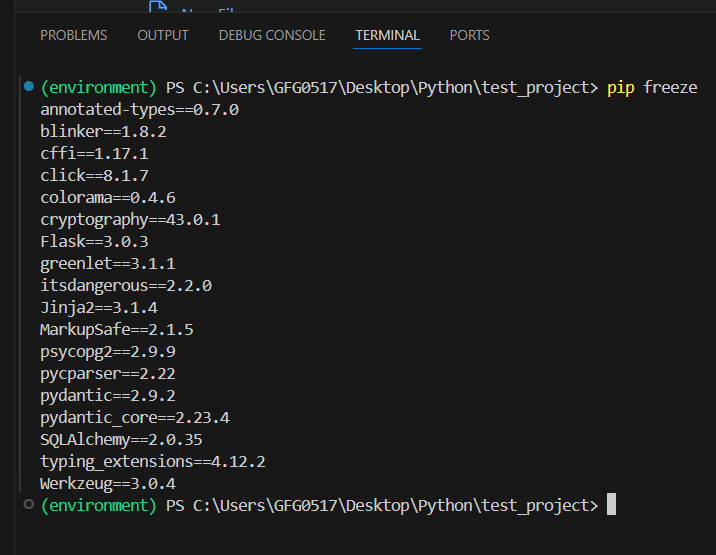 PROBLEMS OUTPUT DEBUG CONSOLE TERMINAL PORTS
(environment) PS C:\Users\GFG0517\Desktop\Python\test_project> pip freeze
annotated-types==0.7.0
blinker==1.8.2
cffi==1.17.1
click==8.1.7
colorama==0.4.6
cryptography==43.0.1
Flask==3.0.3
greenlet==3.1.1
itsdangerous==2.2.0
Jinja2==3.1.4
MarkupSafe==2.1.5
psycopg2==2.9.9
pycparser==2.22
pydantic==2.9.2
pydantic_core==2.23.4
SQLAlchemy==2.0.35
typing_extensions==4.12.2
Werkzeug==3.0.4
(environment) PS C:\Users\GFG0517\Desktop\Python\test_project>